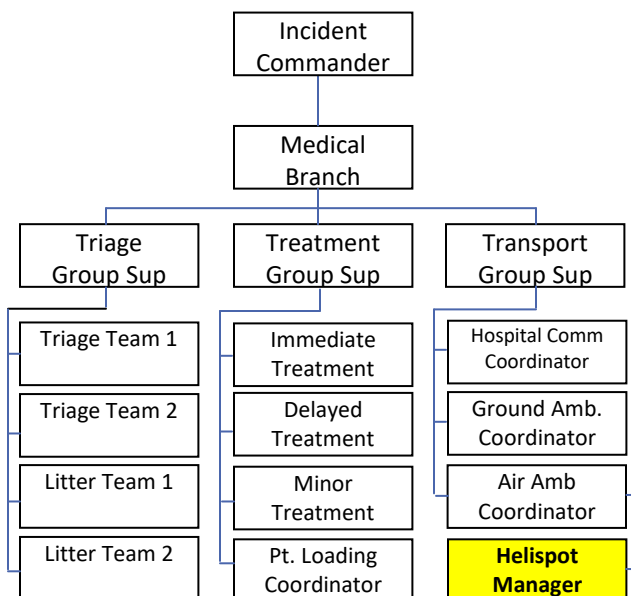 Incident
Commander
Medical
Branch
Triage
Group Sup
Treatment
Group Sup
Transport
Group Sup
Triage Team 1
Triage Team 2
Litter Team 1
Litter Team 2
Immediate
Treatment
Delayed
Treatment
Minor
Treatment
Pt. Loading
Coordinator
Hospital Comm
Coordinator
Ground Amb.
Coordinator
Air Amb
Coordinator
Helispot
Manager